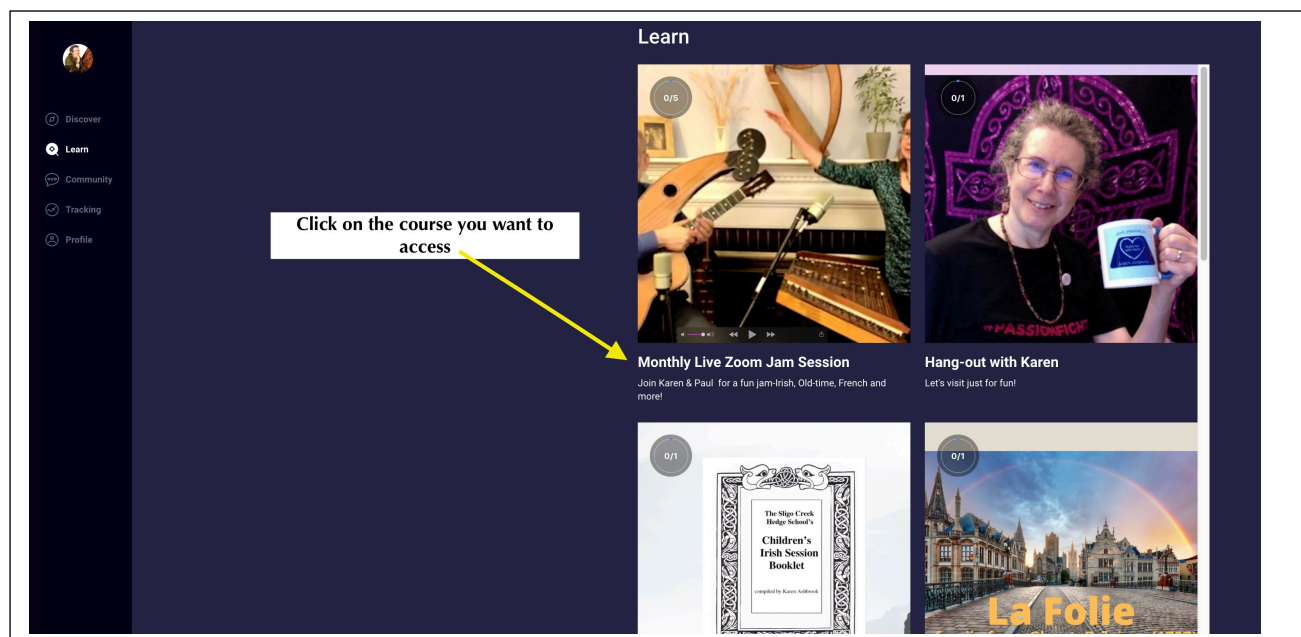 Learn
Discover
Learn
Community
Tracking
Profile
Click on the course you want to
access
0/5
0/1
#PASSIONFICH
Monthly Live Zoom Jam Session
Join Karen & Paul for a fun jam-Irish, Old-time, French and
more!
Hang-out with Karen
Let's visit just for fun!
0/1
The Sligo Creek
Hedge School's
Children's
Irish Session
Booklet
compiled by Karen Ashbrook
0/1
La Folie